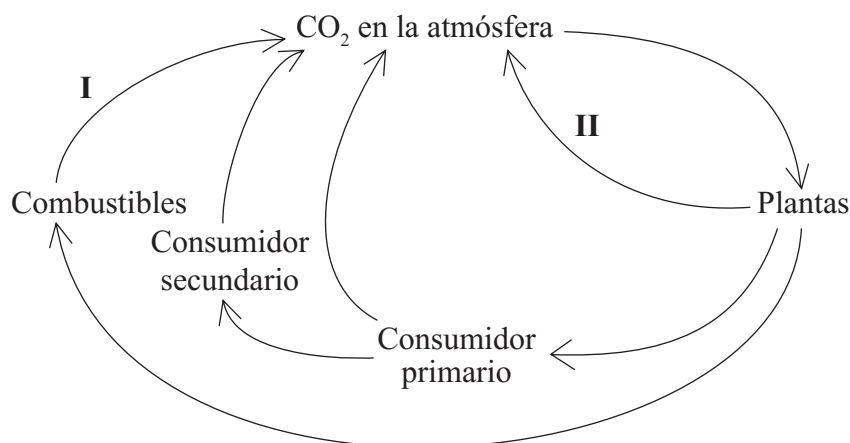 CO₂ en la atmósfera
I
II
Combustibles
Plantas
Consumidor
secundario
Consumidor
primario